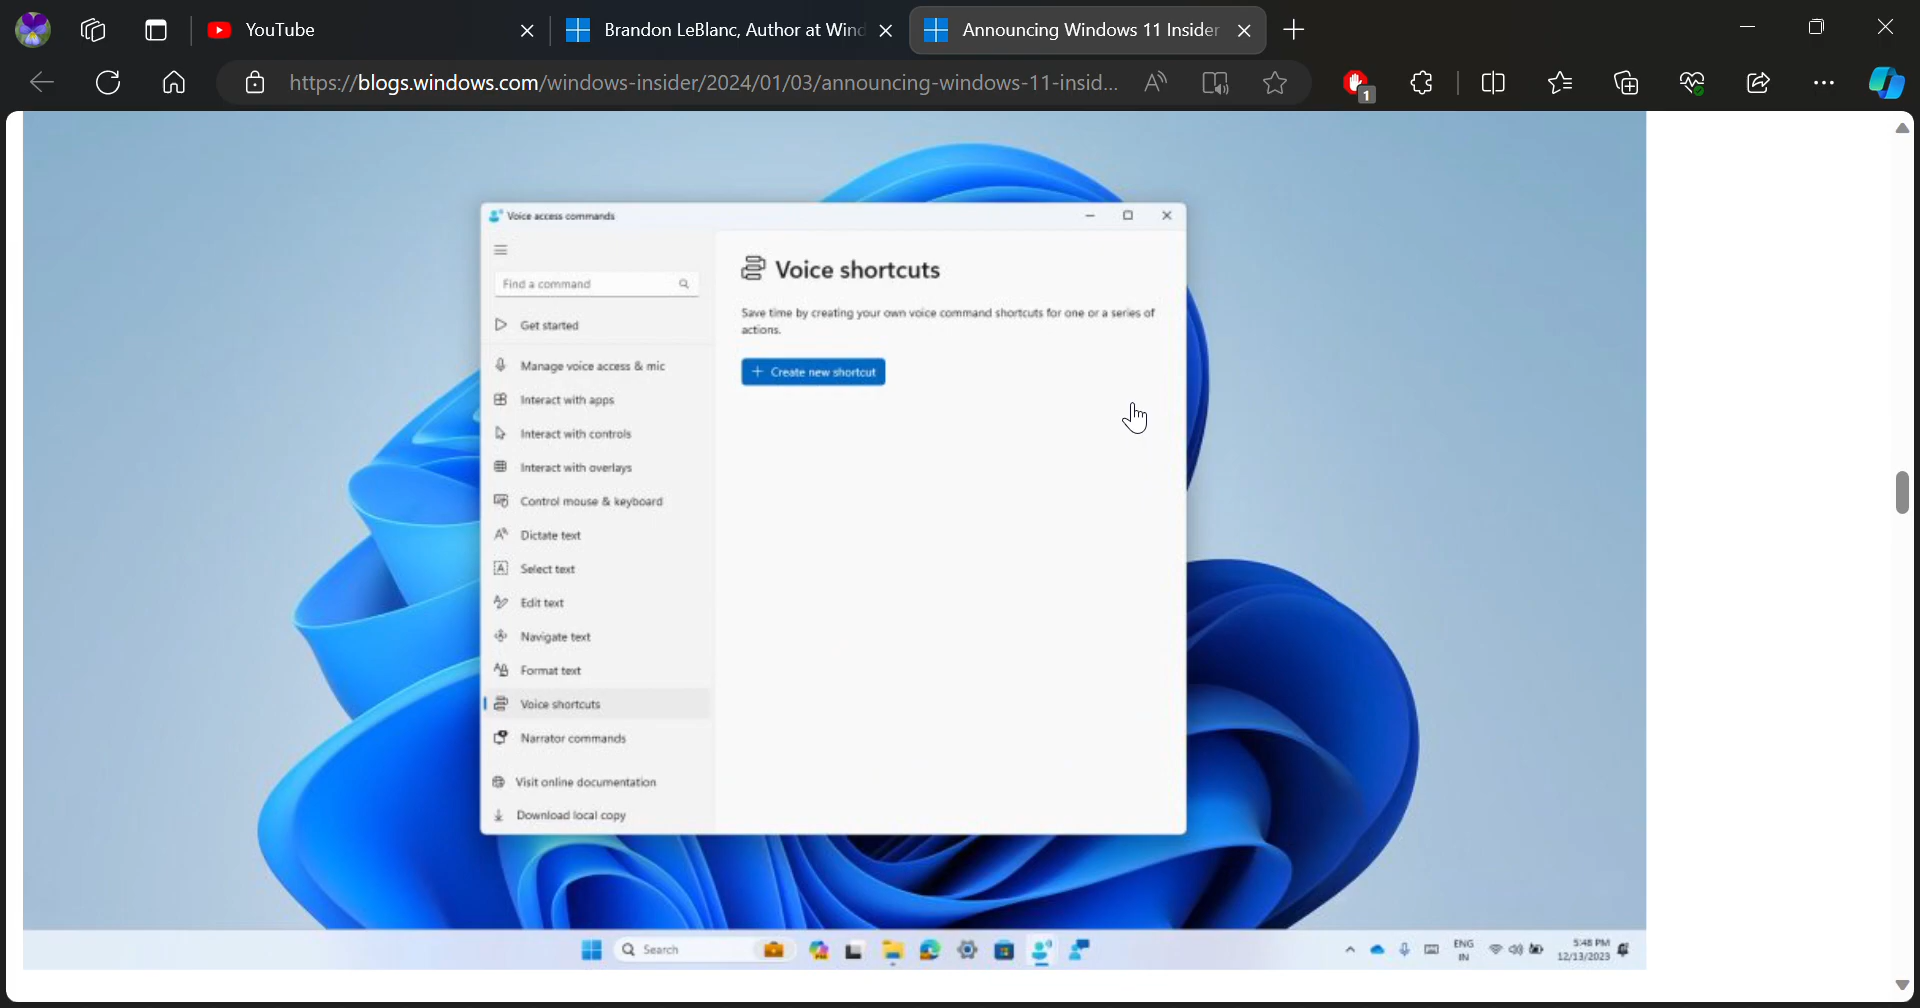 YouTube
Brandon LeBlanc, Author at Wind
Announcing Windows 11 Insider
https://blogs.windows.com/windows-insider/2024/01/03/announcing-windows-11-insid...
1
Voice access commands
Find a command
Get started
Manage voice access & mic
Interact with apps
Interact with controls
Interact with overlays
Control mouse & keyboard
Dictate text
Select text
Edit text
Navigate text
Format text
Voice shortcuts
Narrator commands
Visit online documentation
Download local copy
Voice shortcuts
Save time by creating your own voice command shortcuts for one or a series of
actions.
Create new shortcut
Search
ENG
IN
5:48 PM
12/13/2023